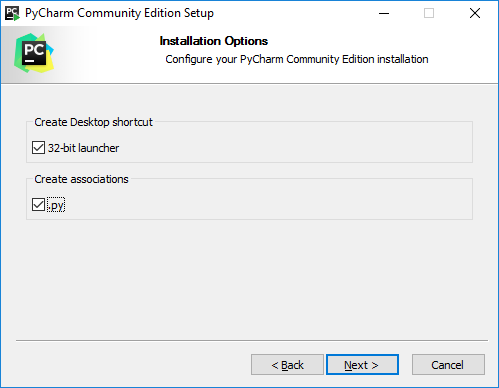 PC PyCharm Community Edition Setup
PC
Installation Options
Configure your PyCharm Community Edition installation
Create Desktop shortcut
32-bit launcher
Create associations
.py
< Back
Next >
Cancel